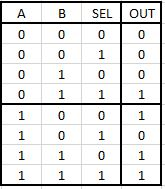 A B SEL OUT
0 0 0 0
0 0 1 0
0 1 0 0
0 1 1 1
1 0 0 1
1 0 1 0
1 1 0 1
1 1 1 1